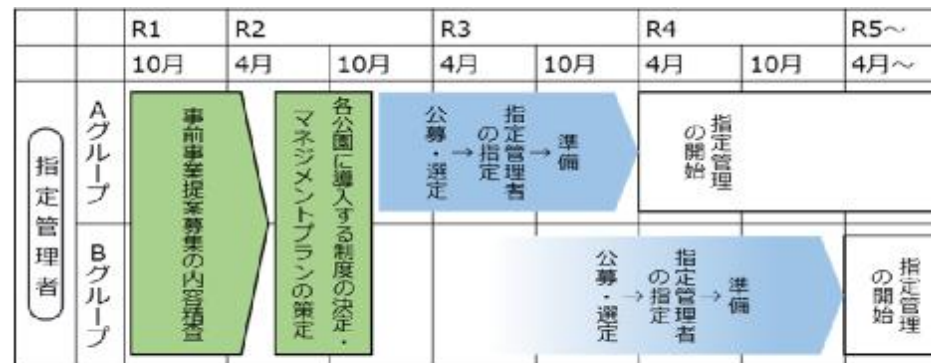 R1 R2 R3 R4 R5～
10月 4月 10月 4月 10月 4月 10月 4月～
指定管理者
Aグループ
Bグループ
事前事業提案募集の内容精査
各公園に導入する制度の決定・
マネジメントプランの策定
公募・選定
→
指定管理者
の指定
→
準備
指定管理
の開始
公募・選定
→
指定管理者
の指定
→
準備
指定管理
の開始